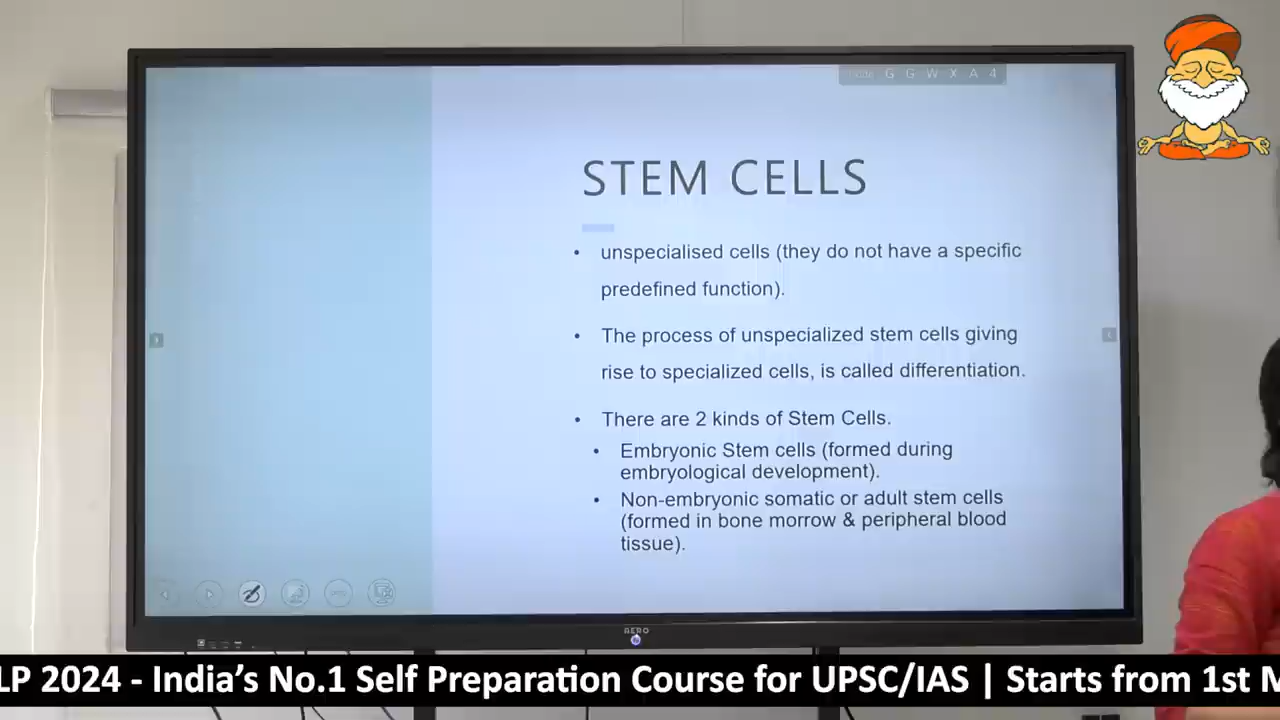 G G W X A 4
STEM CELLS
• unspecialised cells (they do not have a specific
predefined function).
• The process of unspecialized stem cells giving
rise to specialized cells, is called differentiation.
• There are 2 kinds of Stem Cells.
• Embryonic Stem cells (formed during
embryological development).
• Non-embryonic somatic or adult stem cells
(formed in bone morrow & peripheral blood
tissue).
AERO
LP 2024 - India's No.1 Self Preparation Course for UPSC/IAS | Starts from 1st M